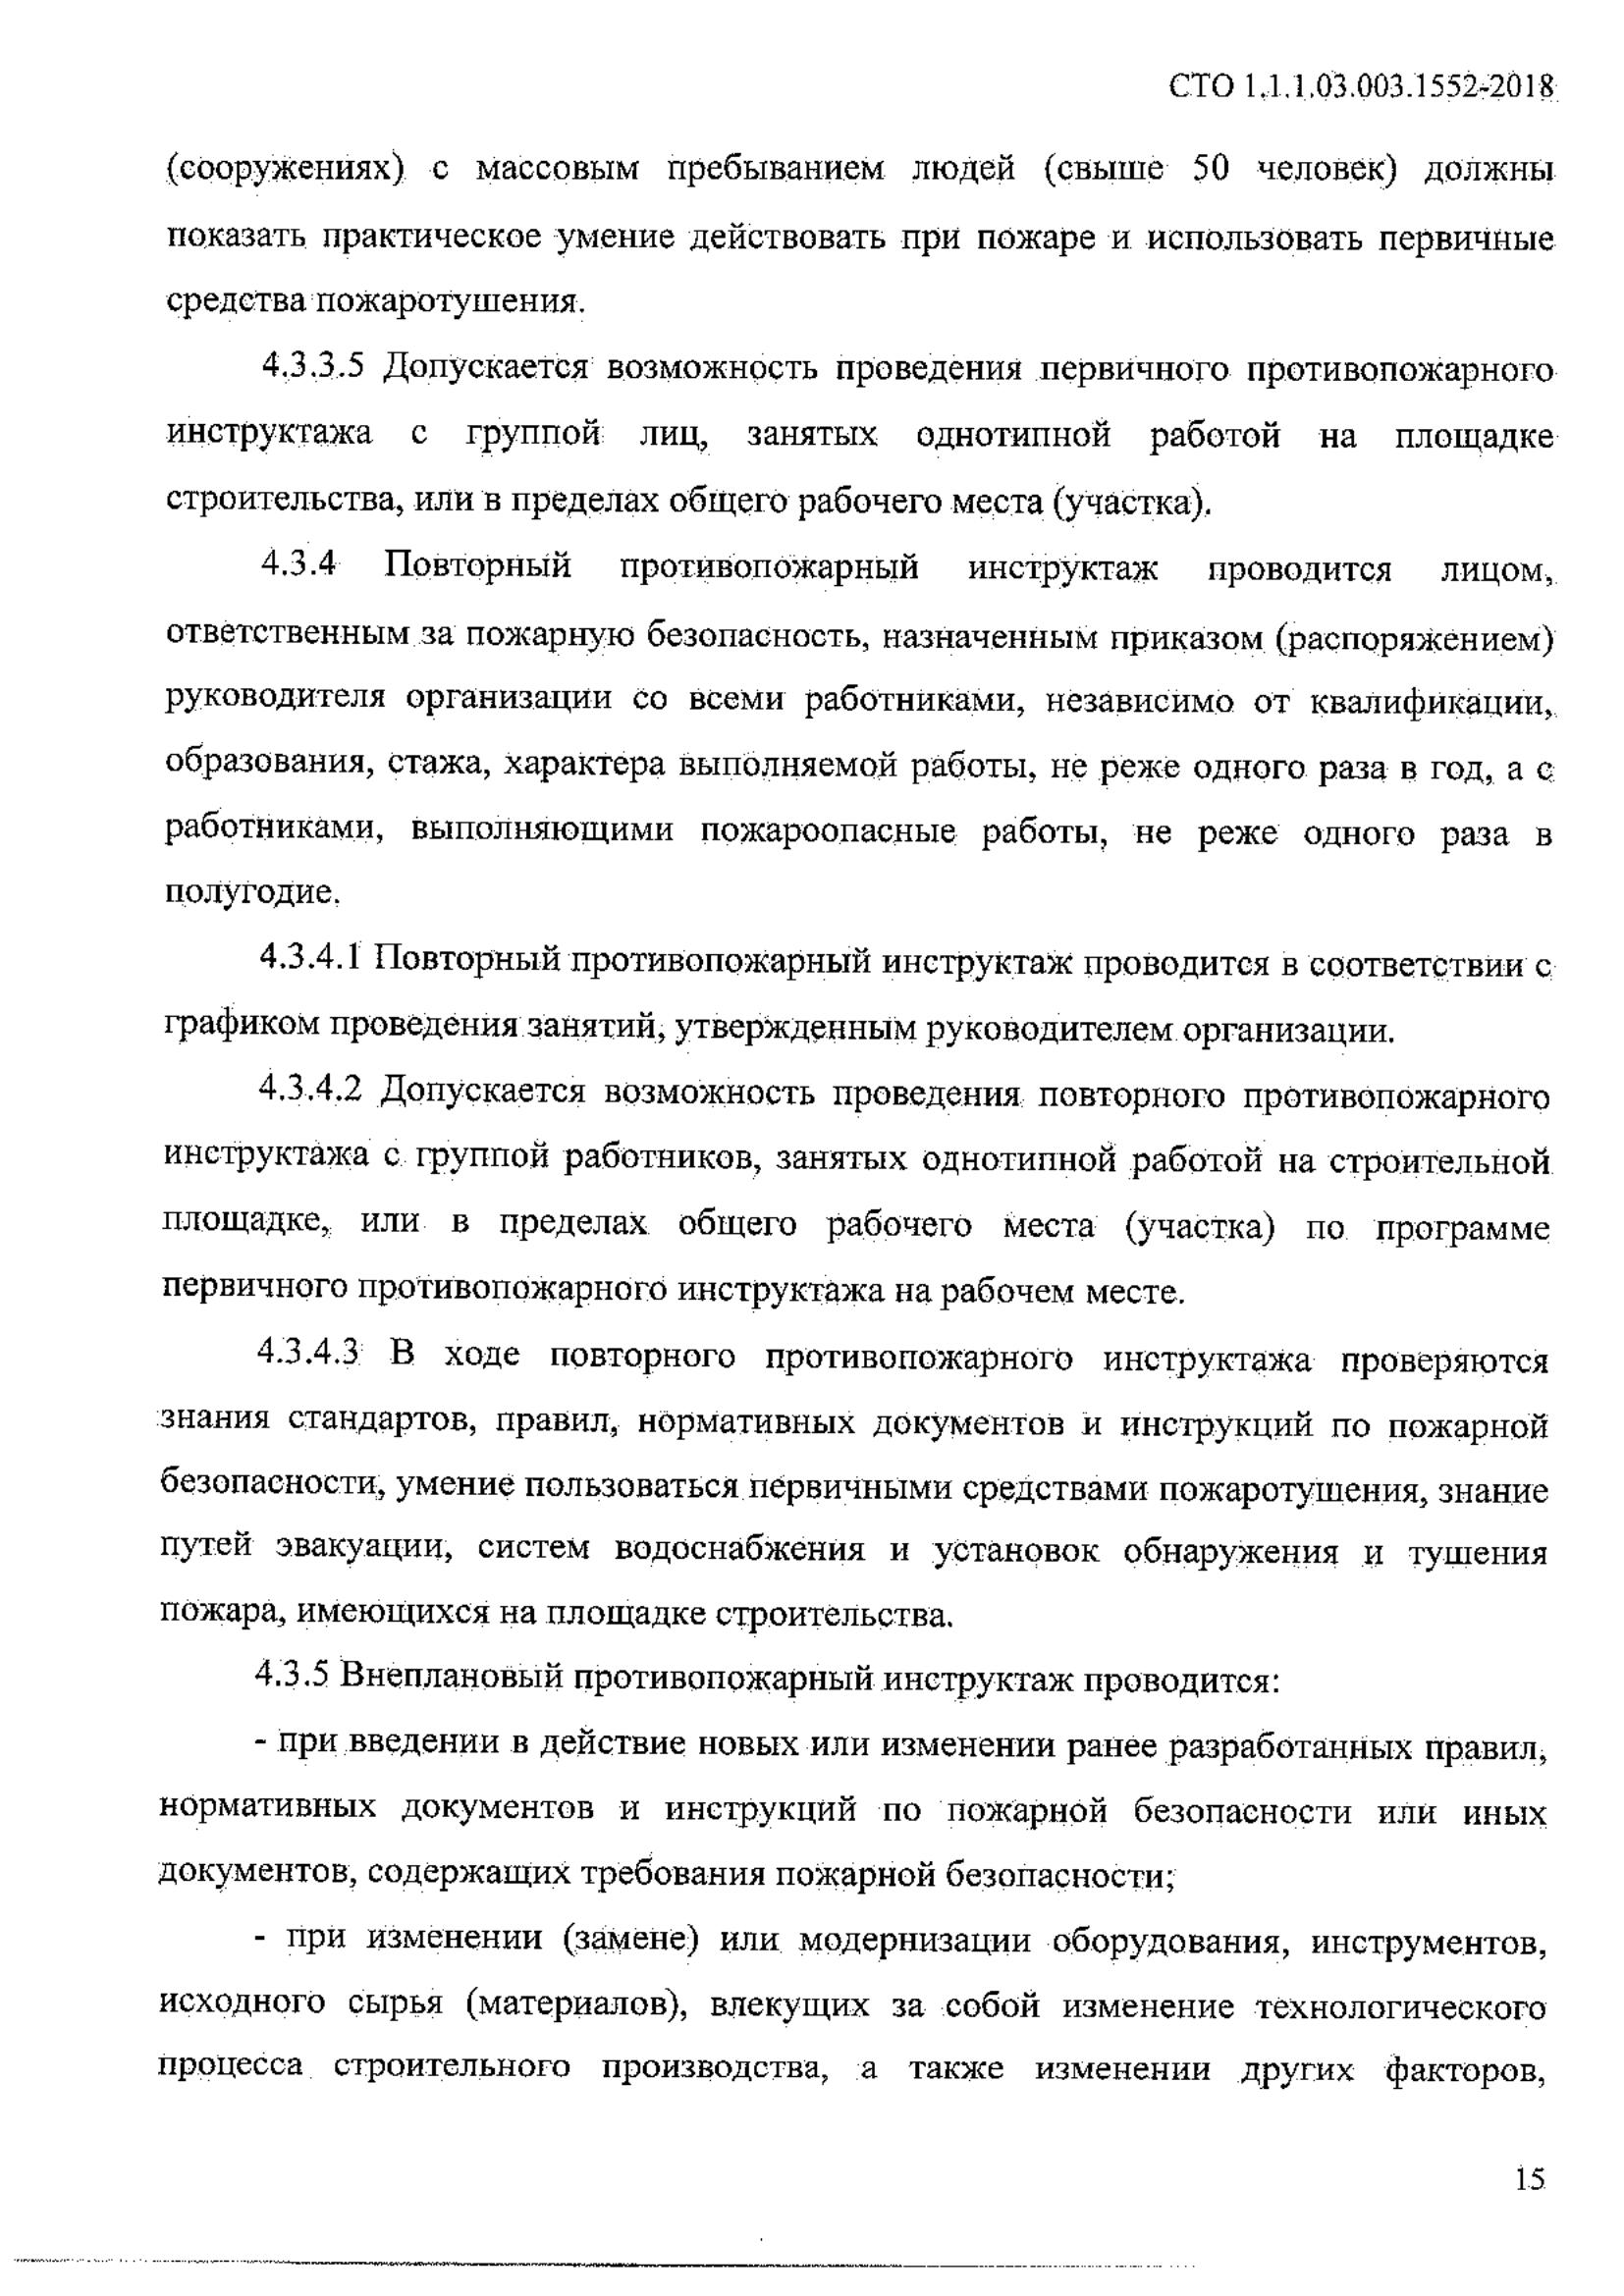 СТО 1.1.1.03.003.1552-2018
(сооружениях) с массовым пребыванием людей (свыше 50 человек) должны
показать практическое умение действовать при пожаре и использовать первичные
средства пожаротушения.
4.3.3.5 Допускается возможность проведения первичного противопожарного
инструктажа с группой лиц, занятых однотипной работой на площадке
строительства, или в пределах общего рабочего места (участка).
4.3.4 Повторный противопожарный инструктаж проводится лицом,
ответственным за пожарную безопасность, назначенным приказом (распоряжением)
руководителя организации со всеми работниками, независимо от квалификации,
образования, стажа, характера выполняемой работы, не реже одного раза в год, а с
работниками, выполняющими пожароопасные работы, не реже одного раза в
полугодие.
4.3.4.1 Повторный противопожарный инструктаж проводится в соответствии с
графиком проведения занятий, утвержденным руководителем организации.
4.3.4.2 Допускается возможность проведения повторного противопожарного
инструктажа с группой работников, занятых однотипной работой на строительной
площадке, или в пределах общего рабочего места (участка) по программе
первичного противопожарного инструктажа на рабочем месте.
4.3.4.3 В ходе повторного противопожарного инструктажа проверяются
знания стандартов, правил, нормативных документов и инструкций по пожарной
безопасности, умение пользоваться первичными средствами пожаротушения, знание
путей эвакуации, систем водоснабжения и установок обнаружения и тушения
пожара, имеющихся на площадке строительства.
4.3.5 Внеплановый противопожарный инструктаж проводится:
- при введении в действие новых или изменении ранее разработанных правил,
нормативных документов и инструкций по пожарной безопасности или иных
документов, содержащих требования пожарной безопасности;
- при изменении (замене) или модернизации оборудования, инструментов,
исходного сырья (материалов), влекущих за собой изменение технологического
процесса строительного производства, а также изменении других факторов,
15